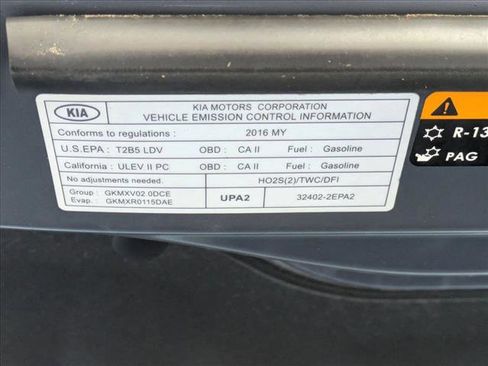 KIA
KIA MOTORS CORPORATION
VEHICLE EMISSION CONTROL INFORMATION
Conforms to regulations : 2016 MY
U.S.EPA : T2B5 LDV OBD : CA II Fuel : Gasoline
California : ULEV II PC OBD : CA II Fuel : Gasoline
No adjustments needed. HO2S(2)/TWC/DFI
Group : GKMXV02.0DCE
Evap. : GKMXR0115DAE
UPA2 32402-2EPA2
R-13
PAG